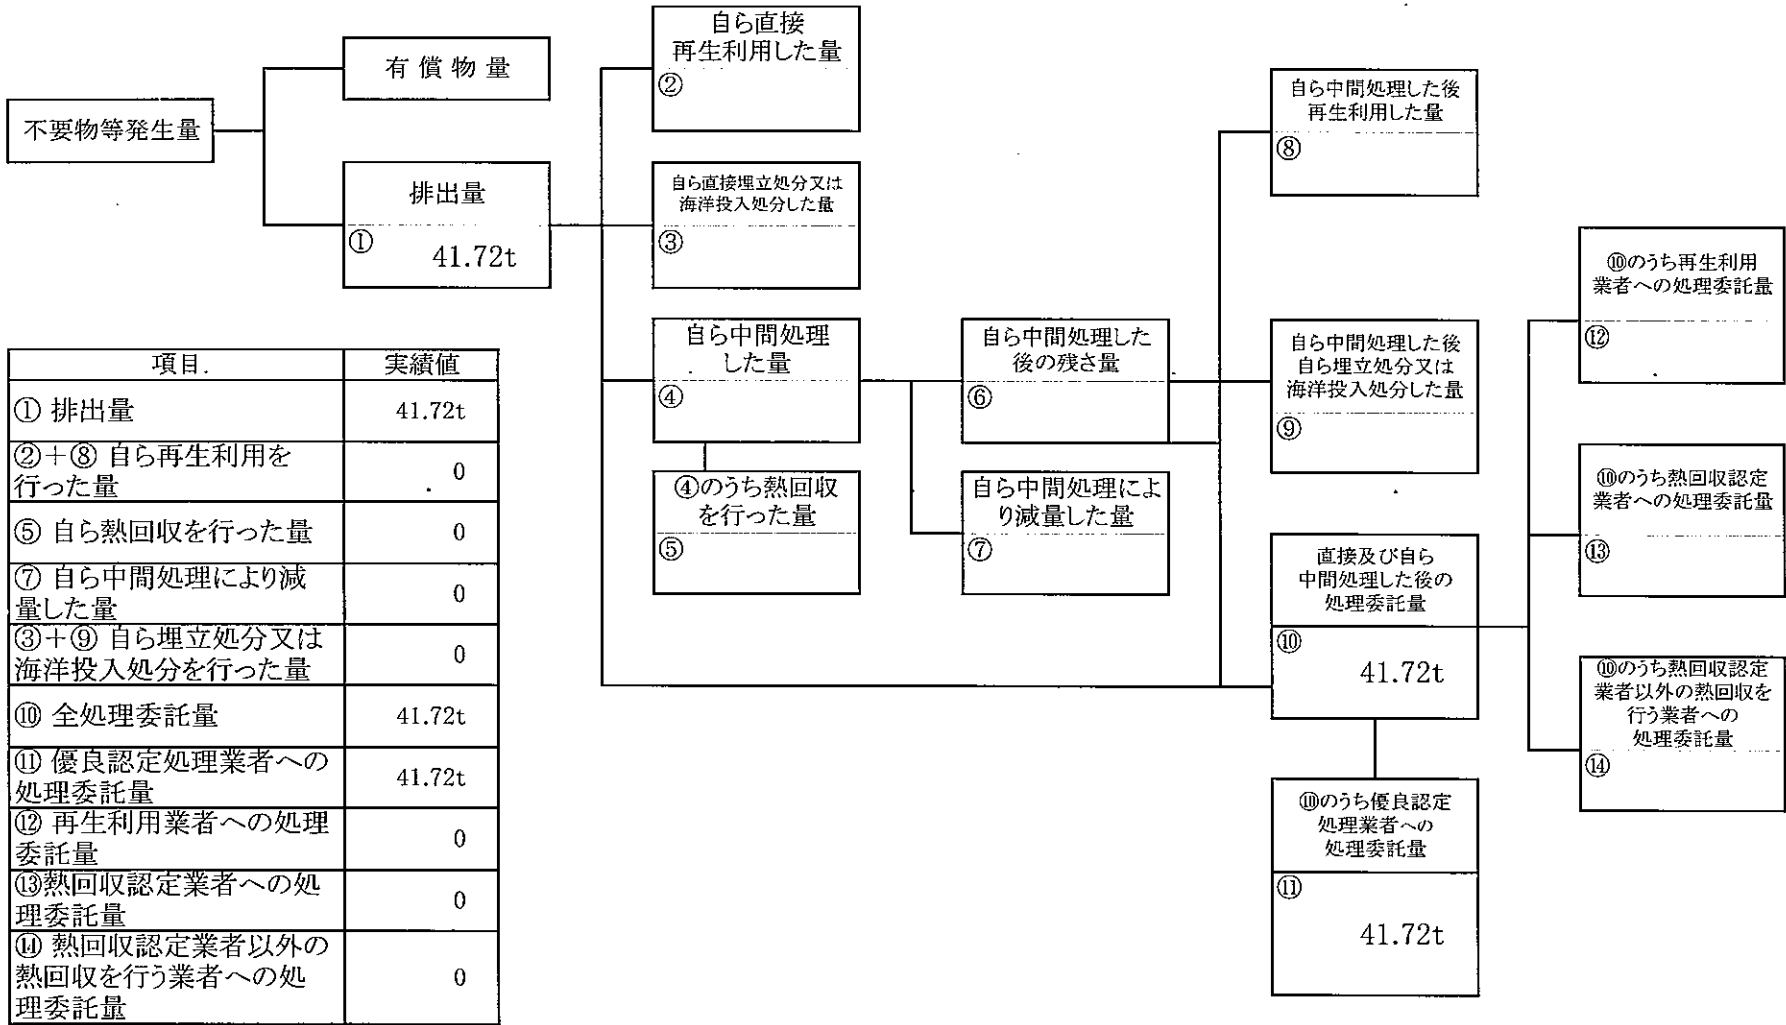 不要物等発生量
有償物量
排出量
①
41.72t
自ら直接
再生利用した量
②
自ら直接埋立処分又は
海洋投入処分した量
③
自ら中間処理
した量
④
④のうち熱回収
を行った量
⑤
自ら中間処理した
後の残さ量
⑥
自ら中間処理によ
り減量した量
⑦
自ら中間処理した後
再生利用した量
⑧
自ら中間処理した後
自ら埋立処分又は
海洋投入処分した量
⑨
直接及び自ら
中間処理した後の
処理委託量
⑩
41.72t
⑩のうち優良認定
処理業者への
処理委託量
⑪
41.72t
⑩のうち再生利用
業者への処理委託量
⑫
⑩のうち熱回収認定
業者への処理委託量
⑬
⑩のうち熱回収認定
業者以外の熱回収を
行う業者への
処理委託量
⑭
項目 実績値
① 排出量 41.72t
②+⑧ 自ら再生利用を
行った量 0
⑤ 自ら熱回収を行った量 0
⑦ 自ら中間処理により減
量した量 0
③+⑨ 自ら埋立処分又は
海洋投入処分を行った量 0
⑩ 全処理委託量 41.72t
⑪ 優良認定処理業者への
処理委託量 41.72t
⑫ 再生利用業者への処理
委託量 0
⑬熱回収認定業者への処
理委託量 0
⑭ 熱回収認定業者以外の
熱回収を行う業者への処
理委託量 0